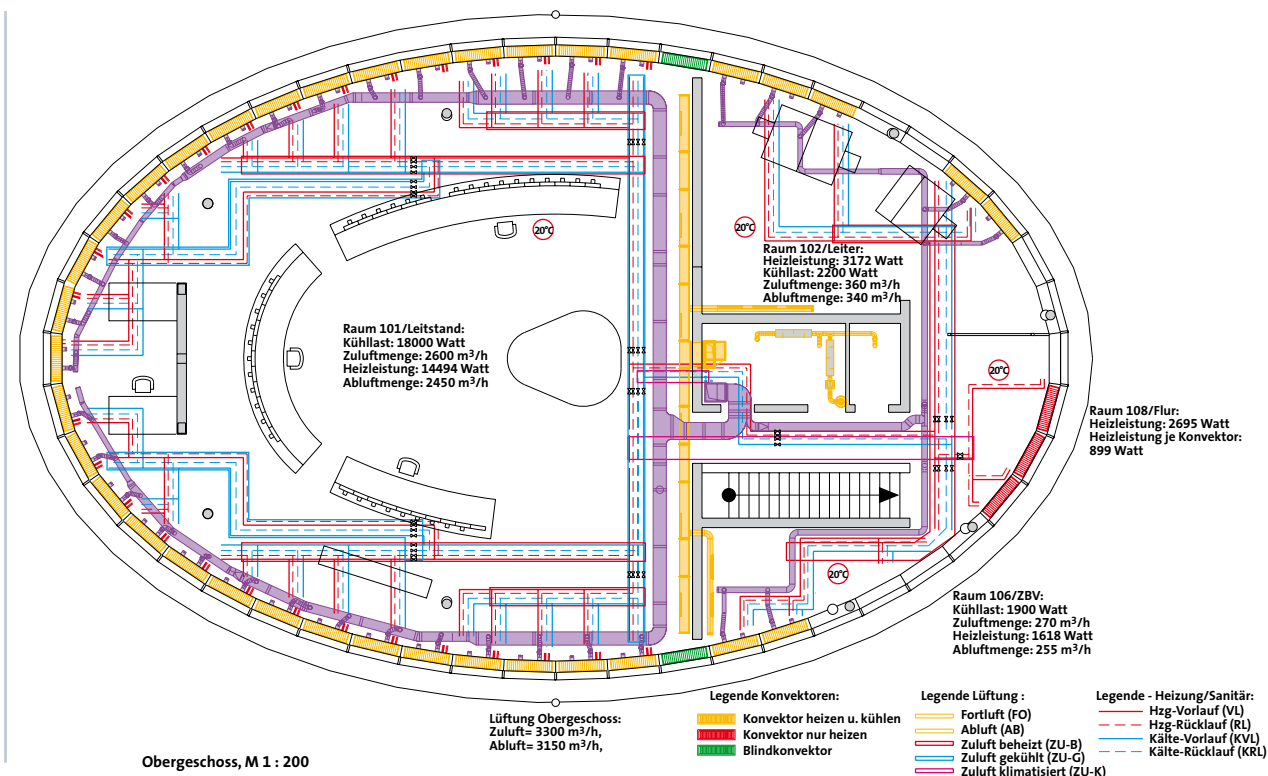 20°C
20°C
Raum 102/Leiter:
Heizleistung: 3172 Watt
Kühllast: 2200 Watt
Zuluftmenge: 360 m³/h
Abluftmenge: 340 m³/h
Raum 101/Leitstand:
Kühllast: 18000 Watt
Zuluftmenge: 2600 m³/h
Heizleistung: 14494 Watt
Abluftmenge: 2450 m³/h
20°C
Raum 108/Flur:
Heizleistung: 2695 Watt
Heizleistung je Konvektor:
899 Watt
20°C
Raum 106/ZBV:
Kühllast: 1900 Watt
Zuluftmenge: 270 m³/h
Heizleistung: 1618 Watt
Abluftmenge: 255 m³/h
Lüftung Obergeschoss:
Zuluft= 3300 m³/h,
Abluft= 3150 m³/h,
Legende Konvektoren:
Konvektor heizen u. kühlen
Konvektor nur heizen
Blindkonvektor
Legende Lüftung :
Fortluft (FO)
Abluft (AB)
Zuluft beheizt (ZU-B)
Zuluft gekühlt (ZU-G)
Zuluft klimatisiert (ZU-K)
Legende - Heizung/Sanitär:
Hzg-Vorlauf (VL)
Hzg-Rücklauf (RL)
Kälte-Vorlauf (KVL)
Kälte-Rücklauf (KRL)
Obergeschoss, M 1 : 200